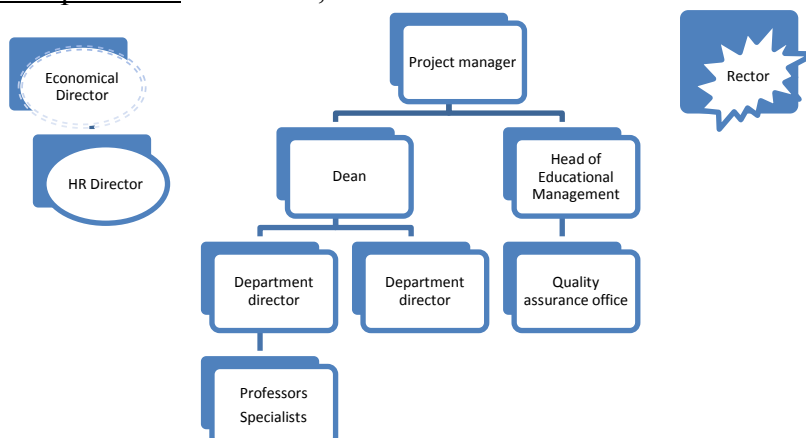 Economical
Director
Project manager
Rector
HR Director
Dean
Head of
Educational
Management
Department
director
Department
director
Quality
assurance office
Professors
Specialists